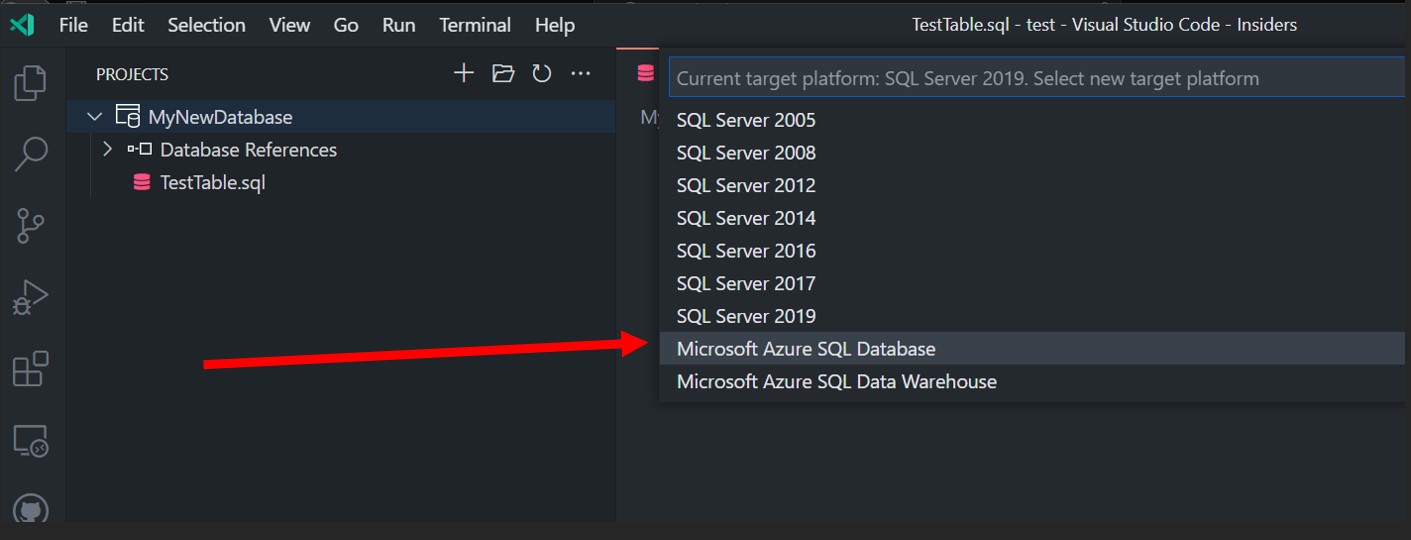 File Edit Selection View Go Run Terminal Help
TestTable.sql - test - Visual Studio Code - Insiders
PROJECTS
MyNewDatabase
Database References
TestTable.sql
Current target platform: SQL Server 2019. Select new target platform
My
SQL Server 2005
SQL Server 2008
SQL Server 2012
SQL Server 2014
SQL Server 2016
SQL Server 2017
SQL Server 2019
Microsoft Azure SQL Database
Microsoft Azure SQL Data Warehouse